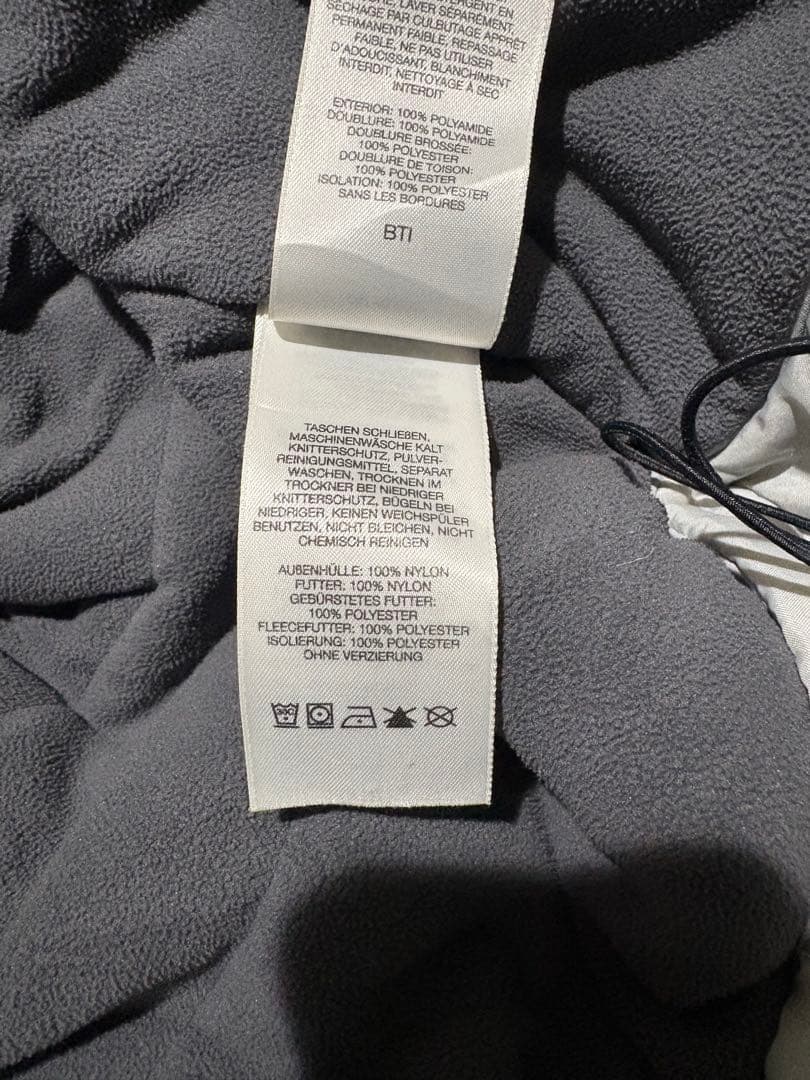 LAVER SÉPARÉMENT,
SÉCHAGE PAR CULBUTAGE APPRÊT
PERMANENT FAIBLE, REPASSAGE
FAIBLE, NE PAS UTILISER
D'ADOUCISSANT, BLANCHIMENT
INTERDIT, NETTOYAGE À SEC
INTERDIT
EXTERIOR: 100% POLYAMIDE
DOUBLURE: 100% POLYAMIDE
DOUBLURE BROSSÉE:
100% POLYESTER
DOUBLURE DE TOISON:
100% POLYESTER
ISOLATION: 100% POLYESTER
SANS LES BORDURES
BTI
TASCHEN SCHLIEßEN,
MASCHINENWÄSCHE KALT
KNITTERSCHUTZ, PULVER-
REINIGUNGSMITTEL, SEPARAT
WASCHEN, TROCKNEN IM
TROCKNER BEI NIEDRIGER
KNITTERSCHUTZ, BÜGELN BEI
NIEDRIGER, KEINEN WEICHSPÜLER
BENUTZEN, NICHT BLEICHEN, NICHT
CHEMISCH REINIGEN
AUßENHÜLLE: 100% NYLON
FUTTER: 100% NYLON
GEBÜRSTETES FUTTER:
100% POLYESTER
FLEECEFUTTER: 100% POLYESTER
ISOLIERUNG: 100% POLYESTER
OHNE VERZIERUNG
30C